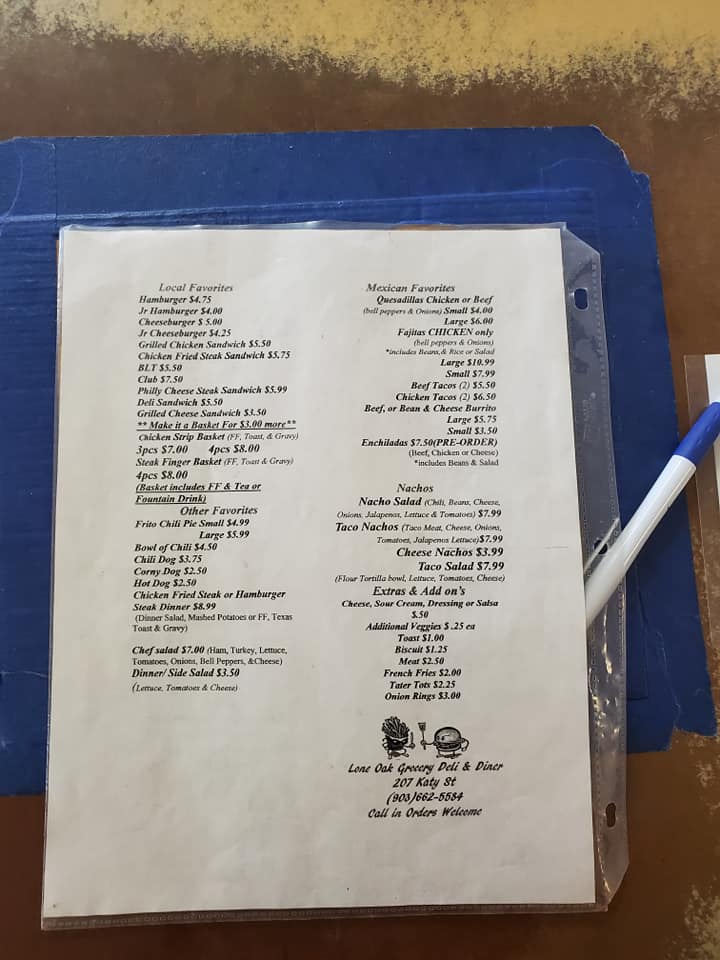 Local Favorites
Hamburger $4.75
Jr Hamburger $4.00
Cheeseburger $ 5.00
Jr Cheeseburger $4.25
Grilled Chicken Sandwich $5.50
Chicken Fried Steak Sandwich $5.75
BLT $5.50
Club $7.50
Philly Cheese Steak Sandwich $5.99
Deli Sandwich $5.50
Grilled Cheese Sandwich $3.50
** Make it a Basket For $3.00 more**
Chicken Strip Basket (FF, Toast, & Gravy)
3pcs $7.00 4pcs $8.00
Steak Finger Basket (FF, Toast & Gravy)
4pcs $8.00
(Basket includes FF & Tea or
Fountain Drink)
Other Favorites
Frito Chili Pie Small $4.99
Large $5.99
Bowl of Chili $4.50
Chili Dog $3.75
Corny Dog $2.50
Hot Dog $2.50
Chicken Fried Steak or Hamburger
Steak Dinner $8.99
(Dinner Salad, Mashed Potatoes or FF, Texas
Toast & Gravy)
Chef salad $7.00 (Ham, Turkey, Lettuce,
Tomatoes, Onions, Bell Peppers, &Cheese)
Dinner/ Side Salad $3.50
(Lettuce, Tomatoes & Cheese)
Mexican Favorites
Quesadillas Chicken or Beef
(bell peppers & Onions) Small $4.00
Large $6.00
Fajitas CHICKEN only
(bell peppers & Onions)
*includes Beans,& Rice or Salad
Large $10.99
Small $7.99
Beef Tacos (2) $5.50
Chicken Tacos (2) $6.50
Beef, or Bean & Cheese Burrito
Large $5.75
Small $3.50
Enchiladas $7.50(PRE-ORDER)
(Beef, Chicken or Cheese)
*includes Beans & Salad
Nachos
Nacho Salad (Chili, Beans, Cheese,
Onions, Jalapenos, Lettuce & Tomatoes) $7.99
Taco Nachos (Taco Meat, Cheese, Onions,
Tomatoes, Jalapenos Lettuce)$7.99
Cheese Nachos $3.99
Taco Salad $7.99
(Flour Tortilla bowl, Lettuce, Tomatoes, Cheese)
Extras & Add on's
Cheese, Sour Cream, Dressing or Salsa
$.50
Additional Veggies $ .25 ea
Toast $1.00
Biscuit $1.25
Meat $2.50
French Fries $2.00
Tater Tots $2.25
Onion Rings $3.00
Lone Oak Grocery Deli & Diner
207 Katy St
(903)662-5584
Call in Orders Welcome